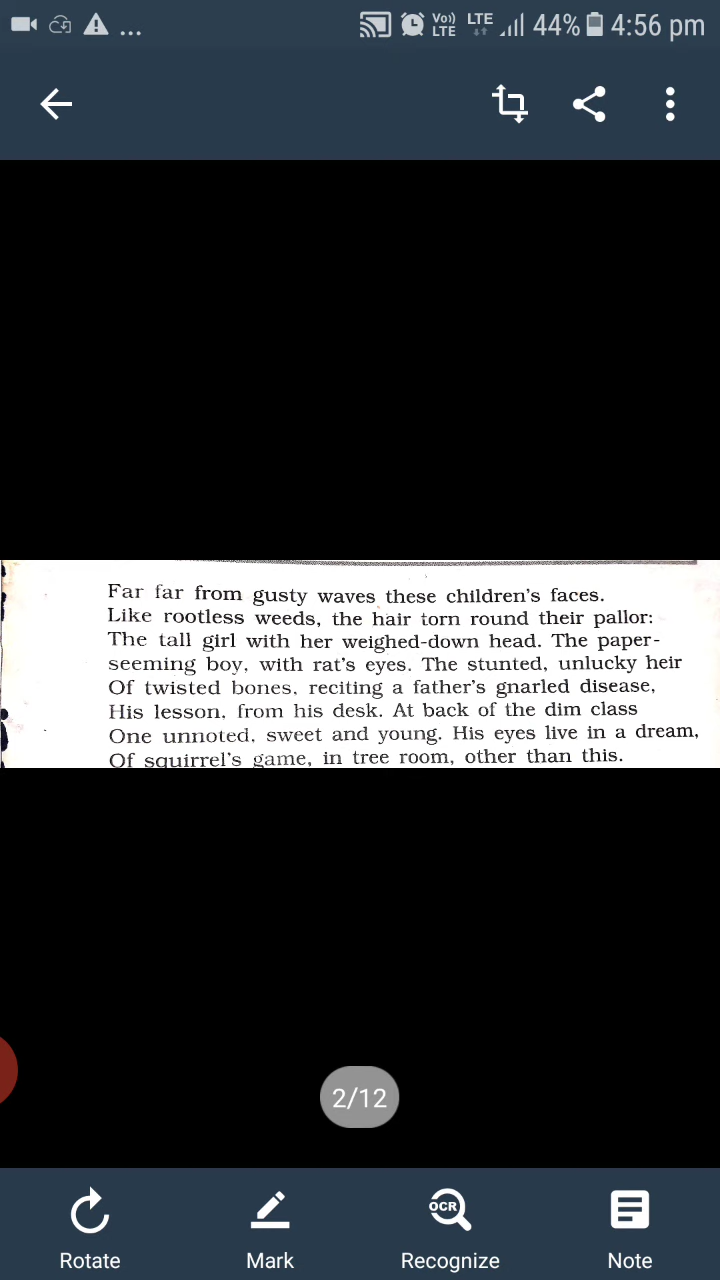 ... Vo)) LTE LTE 44% 4:56 pm
Far far from gusty waves these children's faces.
Like rootless weeds, the hair torn round their pallor:
The tall girl with her weighed-down head. The paper-
seeming boy, with rat's eyes. The stunted, unlucky heir
Of twisted bones, reciting a father's gnarled disease,
His lesson, from his desk. At back of the dim class
One unnoted, sweet and young. His eyes live in a dream,
Of squirrel's game, in tree room, other than this.
2/12
OCR
Rotate Mark Recognize Note